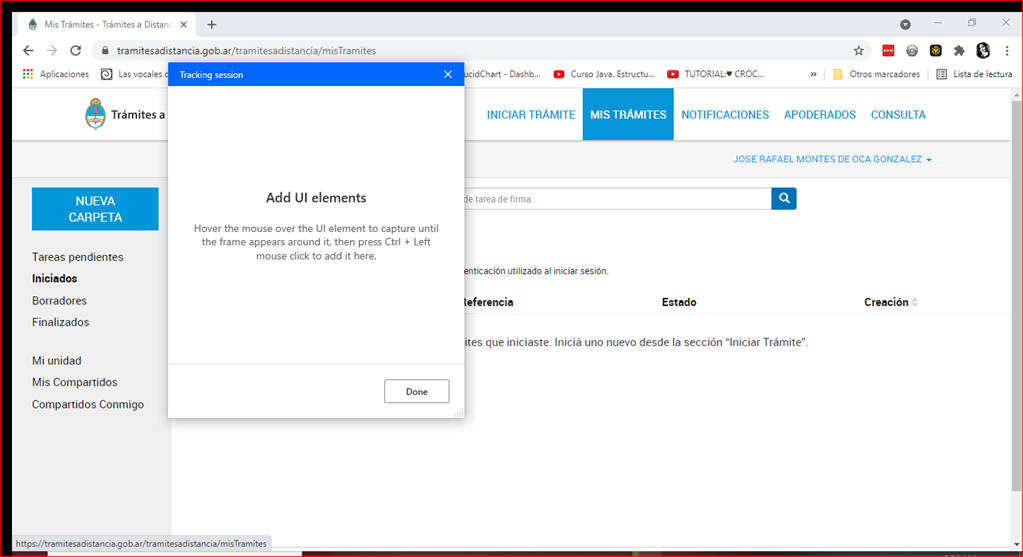 Mis Trámites - Trámites a Distanc
tramitesadistancia.gob.ar/tramitesadistancia/misTramites
Aplicaciones
Las vocales
ucidChart - Dashb...
Curso Java. Estructu...
TUTORIAL:♥ CROC...
»
Otros marcadores
Lista de lectura
Tracking session
Trámites a
INICIAR TRÁMITE
MIS TRÁMITES
NOTIFICACIONES
APODERADOS
CONSULTA
JOSE RAFAEL MONTES DE OCA GONZALEZ
NUEVA
CARPETA
Add UI elements
Hover the mouse over the UI element to capture until
the frame appears around it, then press Ctrl + Left
mouse click to add it here.
Done
de tarea de firma.
Tareas pendientes
Iniciados
Borradores
Finalizados
Mi unidad
Mis Compartidos
Compartidos Conmigo
enticación utilizado al iniciar sesión.
Referencia
Estado
Creación
ites que iniciaste. Iniciá uno nuevo desde la sección “Iniciar Trámite”.
https://tramitesadistancia.gob.ar/tramitesadistancia/misTramites